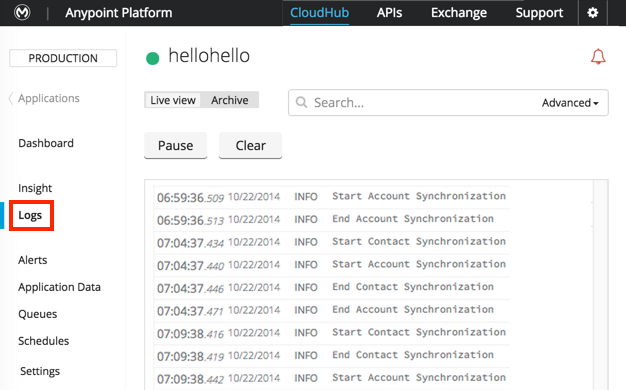 Anypoint Platform CloudHub APIs Exchange Support
PRODUCTION
hellohello
Applications
Live view Archive
Search... Advanced
Dashboard
Pause Clear
Insight
Logs
Alerts
Application Data
Queues
Schedules
Settings
06:59:36.509 10/22/2014 INFO Start Account Synchronization
06:59:36.513 10/22/2014 INFO End Account Synchronization
07:04:37.434 10/22/2014 INFO Start Contact Synchronization
07:04:37.440 10/22/2014 INFO Start Account Synchronization
07:04:37.446 10/22/2014 INFO End Contact Synchronization
07:04:37.471 10/22/2014 INFO End Account Synchronization
07:09:38.416 10/22/2014 INFO Start Contact Synchronization
07:09:38.419 10/22/2014 INFO End Contact Synchronization
07:09:38.442 10/22/2014 INFO Start Account Synchronization